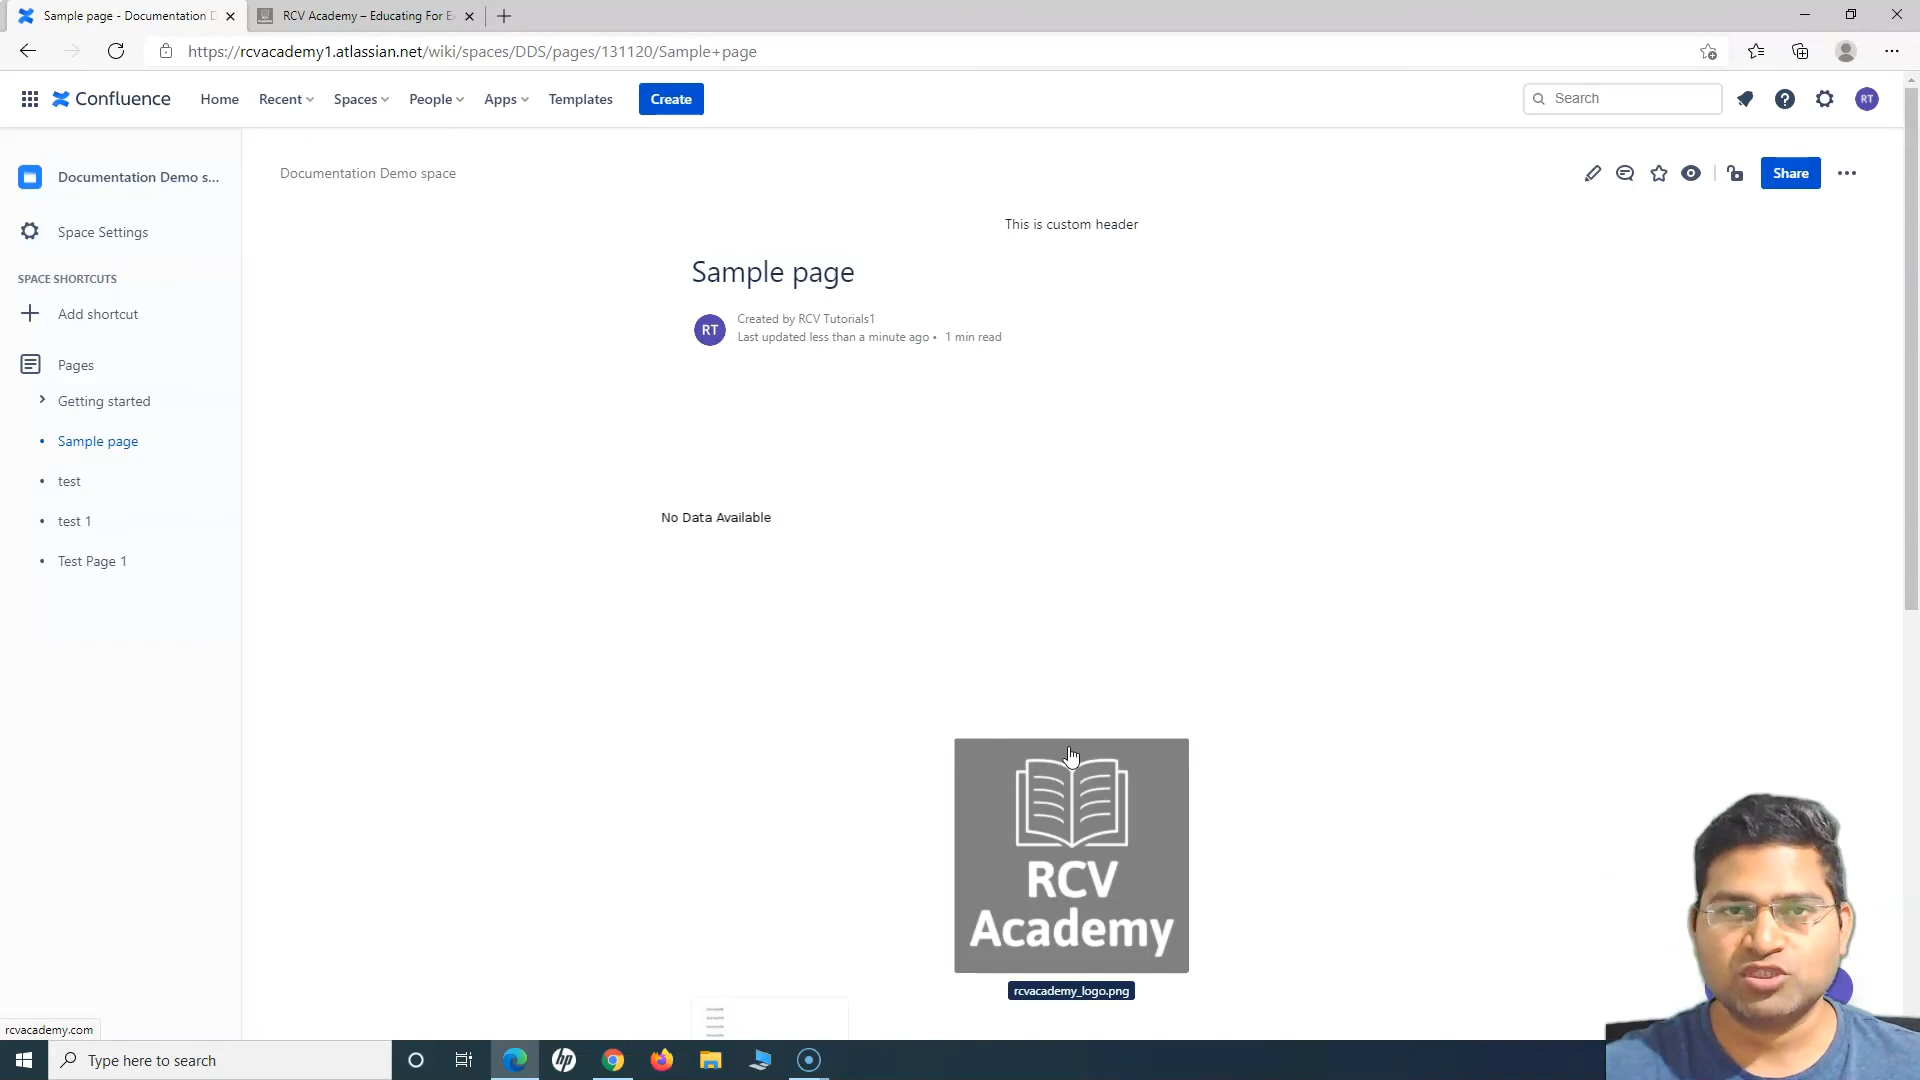 Sample page - Documentation D
RCV Academy – Educating For E
https://rcvacademy1.atlassian.net/wiki/spaces/DDS/pages/131120/Sample+page
Confluence
Home
Recent
Spaces
People
Apps
Templates
Create
Search
RT
Documentation Demo s...
Space Settings
SPACE SHORTCUTS
Add shortcut
Pages
Getting started
Sample page
test
test 1
Test Page 1
Documentation Demo space
Share
This is custom header
Sample page
RT
Created by RCV Tutorials1
Last updated less than a minute ago • 1 min read
No Data Available
RCV
Academy
rcvacademy_logo.png
rcvacademy.com
Type here to search
hp